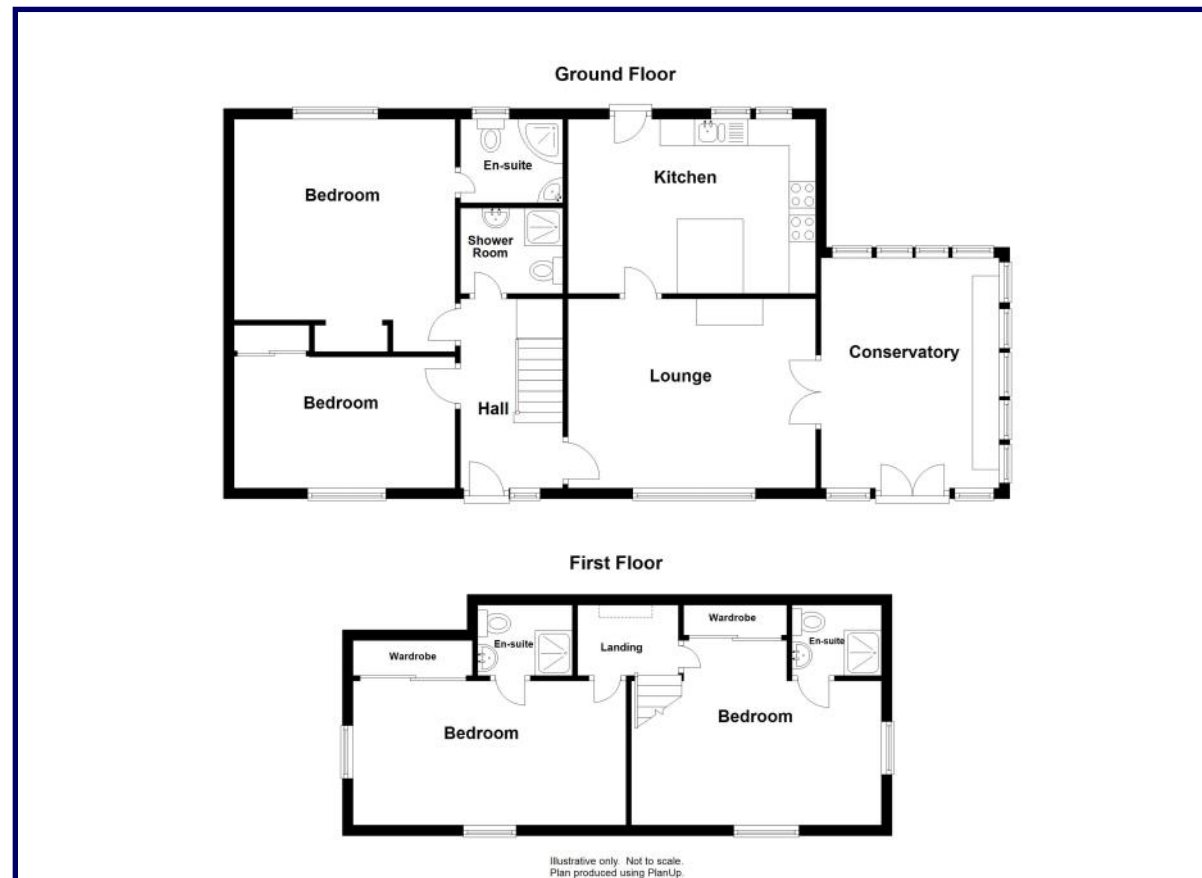 Ground Floor
En-suite
Bedroom
Kitchen
Shower
Room
Conservatory
Lounge
Bedroom
Hall
First Floor
Wardrobe
En-suite
Landing
Wardrobe
En-suite
Bedroom
Bedroom
Illustrative only. Not to scale.
Plan produced using PlanUp.